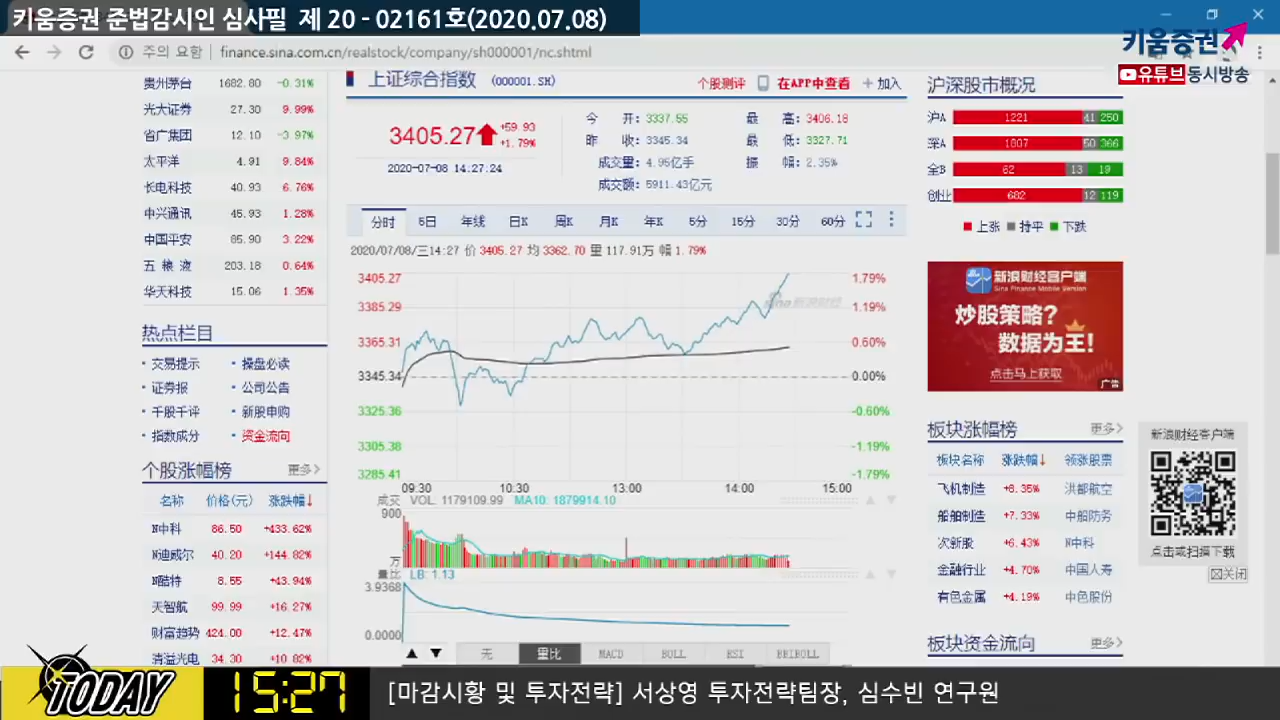 키움증권 준법감시인 심사필 제 20 - 02161호(2020.07.08)
주의 요함 finance.sina.com.cn/realstock/company/sh000001/nc.shtml
키움증권
유튜브동시방송
贵州茅台 1682.80 -0.31%
光大证券 27.30 9.99%
省广集团 12.10 -3.97%
太平洋 4.91 9.84%
长电科技 40.93 6.76%
中兴通讯 45.93 1.28%
中国平安 85.90 3.22%
五 粮 液 203.18 0.64%
华天科技 15.06 1.35%
热点栏目
交易提示 操盘必读
证券报 公司公告
千股千评 新股申购
指数成分 资金流向
个股涨幅榜 更多>
名称 价格(元) 涨跌幅↓
N中科 86.50 +433.62%
N迪威尔 40.20 +144.82%
N酷特 8.55 +43.94%
天智航 99.99 +16.27%
财富趋势 424.00 +12.47%
清溢光电 34.30 +10.82%
上证综合指数 (000001.SH) 个股测评 在APP中查看 +加入
3405.27 +59.93
+1.79%
2020-07-08 14:27:24
今 开: 3337.55 最 高: 3406.18
昨 收: 3345.34 最 低: 3327.71
成交量: 4.95亿手 振 幅: 2.35%
成交额: 5911.43亿元
分时 5日 年线 日K 周K 月K 年K 5分 15分 30分 60分
2020/07/08/三14:27 价 3405.27 均 3362.70 量 117.91万 幅 1.79%
sina新浪财经
3405.27 1.79%
3385.29 1.19%
3365.31 0.60%
3345.34 0.00%
3325.36 -0.60%
3305.38 -1.19%
3285.41 -1.79%
09:30 10:30 13:00 14:00 15:00
成交 VOL: 1179109.99 MA10: 1879914.10
900
万
量比 LB: 1.13
3.9368
0.0000
无 量比 MACD BOLL RSI BBIBOLL
沪深股市概况
沪A 1221 41 250
深A 1807 50 366
全B 62 13 19
创业 682 12 119
上涨 持平 下跌
新浪财经客户端
Sina Finance Mobile Version
炒股策略?
数据为王!
点击马上获取
广告
板块涨幅榜 更多>
板块名称 涨跌幅↓ 领涨股票
飞机制造 +8.35% 洪都航空
船舶制造 +7.33% 中船防务
次新股 +6.43% N中科
金融行业 +4.70% 中国人寿
有色金属 +4.19% 中色股份
板块资金流向 更多>
新浪财经客户端
点击或扫描下载
关闭
TODAY
15:27
[마감시황 및 투자전략] 서상영 투자전략팀장, 심수빈 연구원